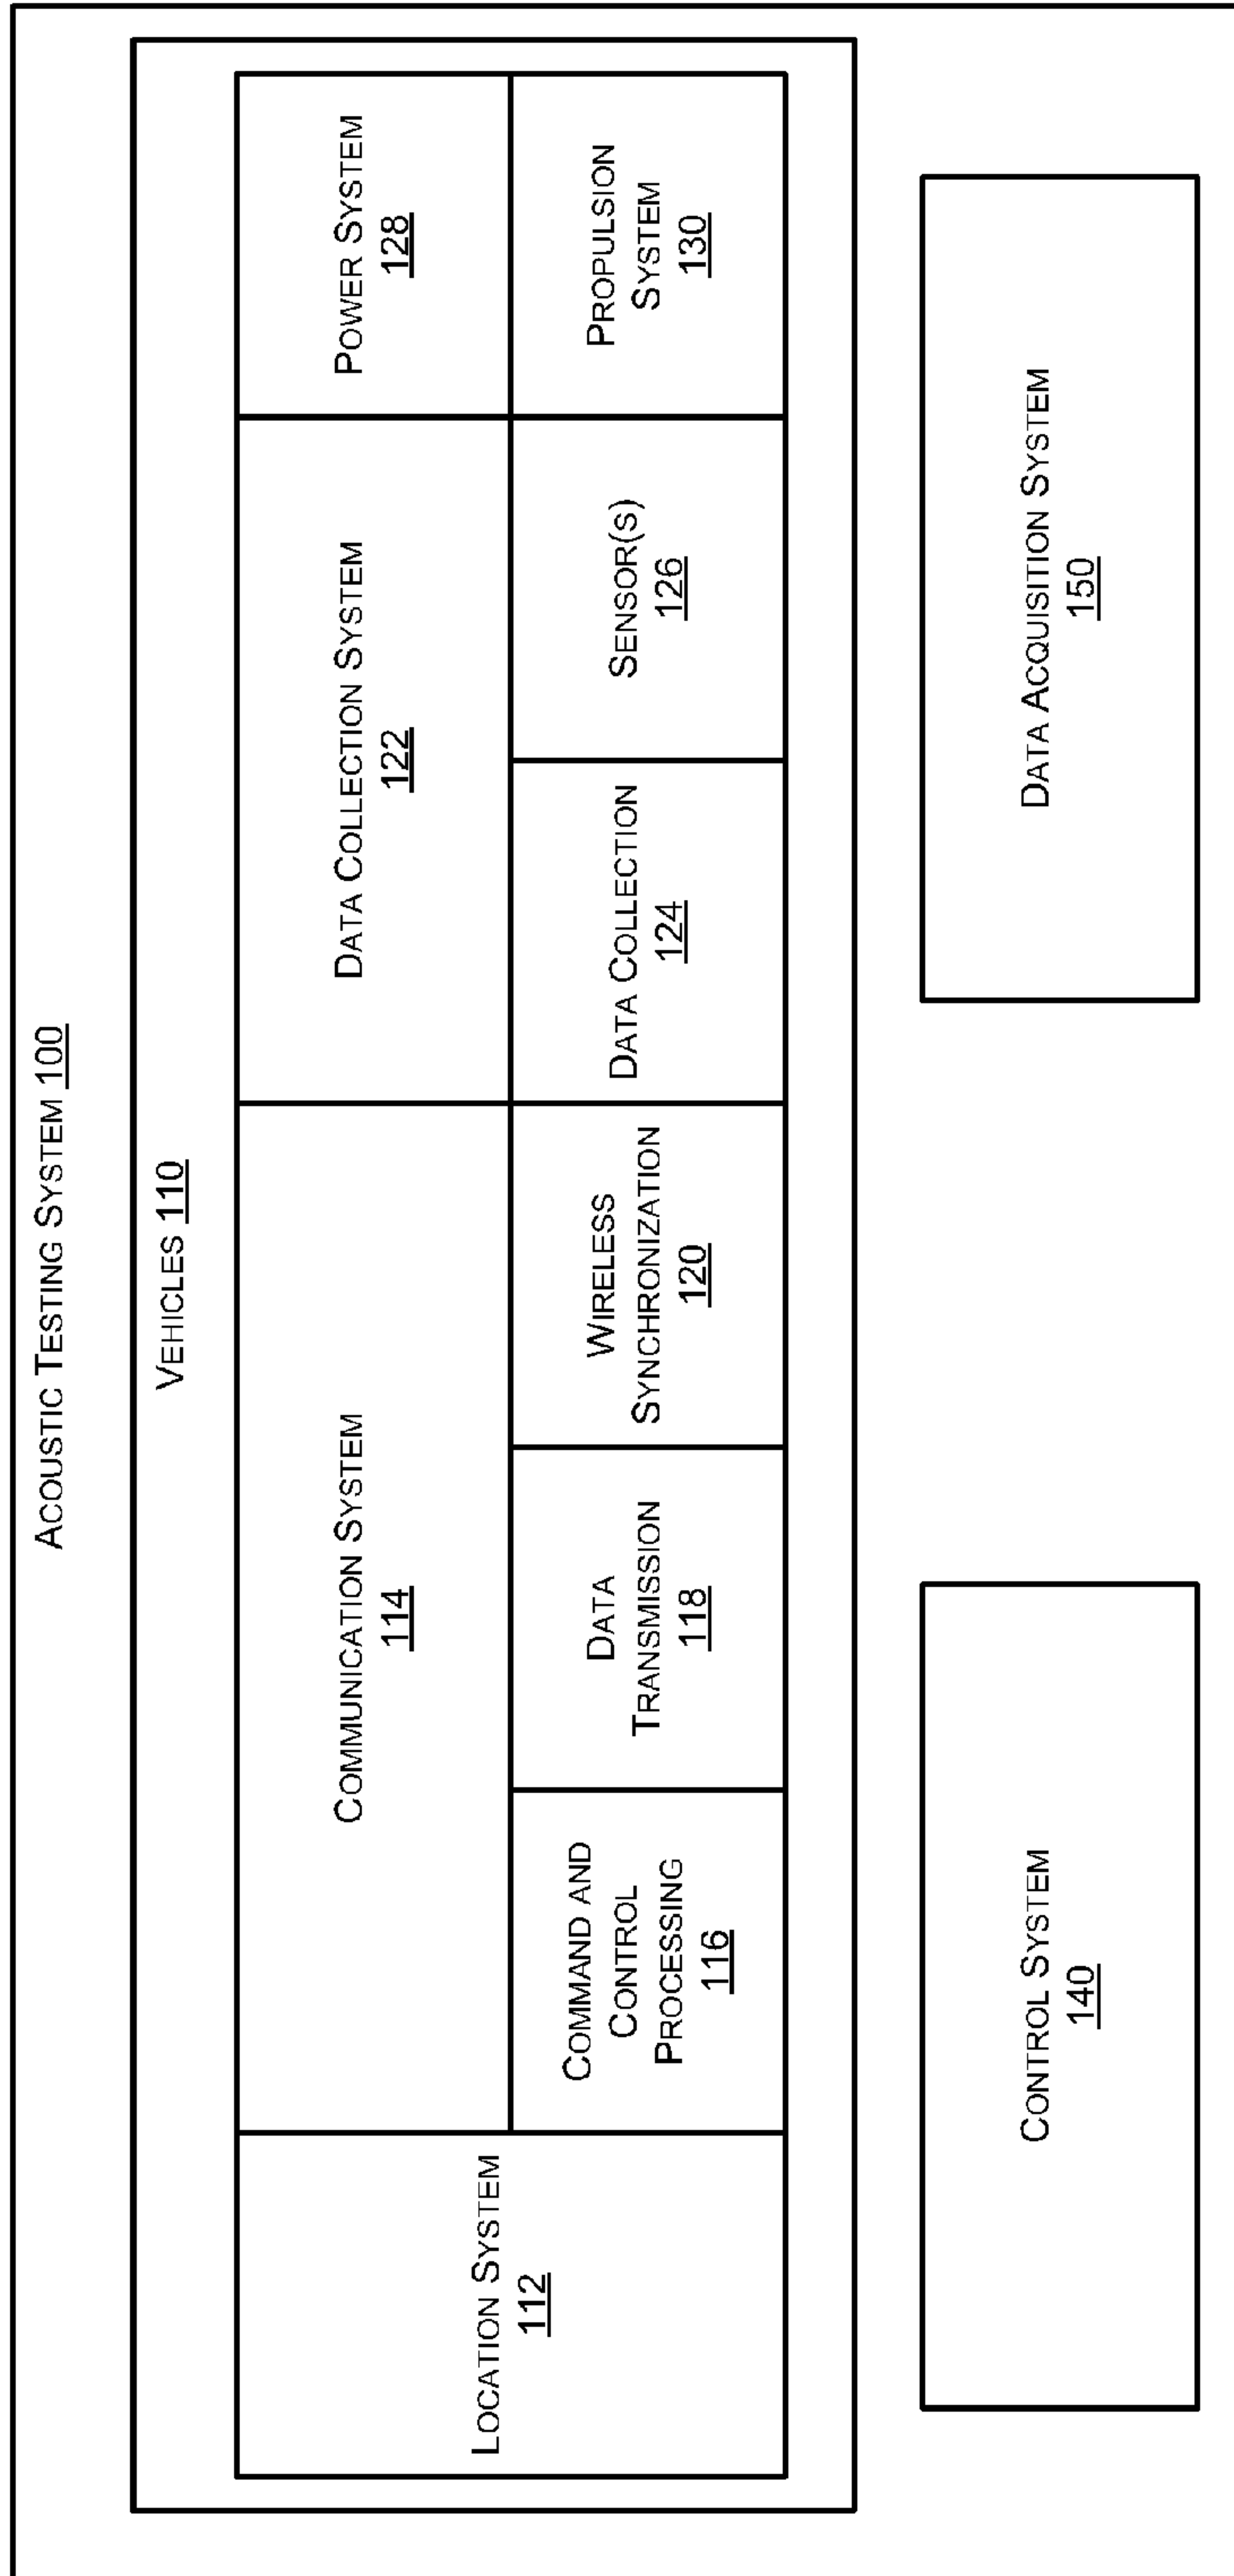 ACOUSTIC TESTING SYSTEM 100
VEHICLES 110
LOCATION SYSTEM
112
COMMUNICATION SYSTEM
114
COMMAND AND
CONTROL
PROCESSING
116
DATA
TRANSMISSION
118
WIRELESS
SYNCHRONIZATION
120
DATA COLLECTION SYSTEM
122
DATA COLLECTION
124
SENSOR(S)
126
POWER SYSTEM
128
PROPULSION
SYSTEM
130
CONTROL SYSTEM
140
DATA ACQUISITION SYSTEM
150